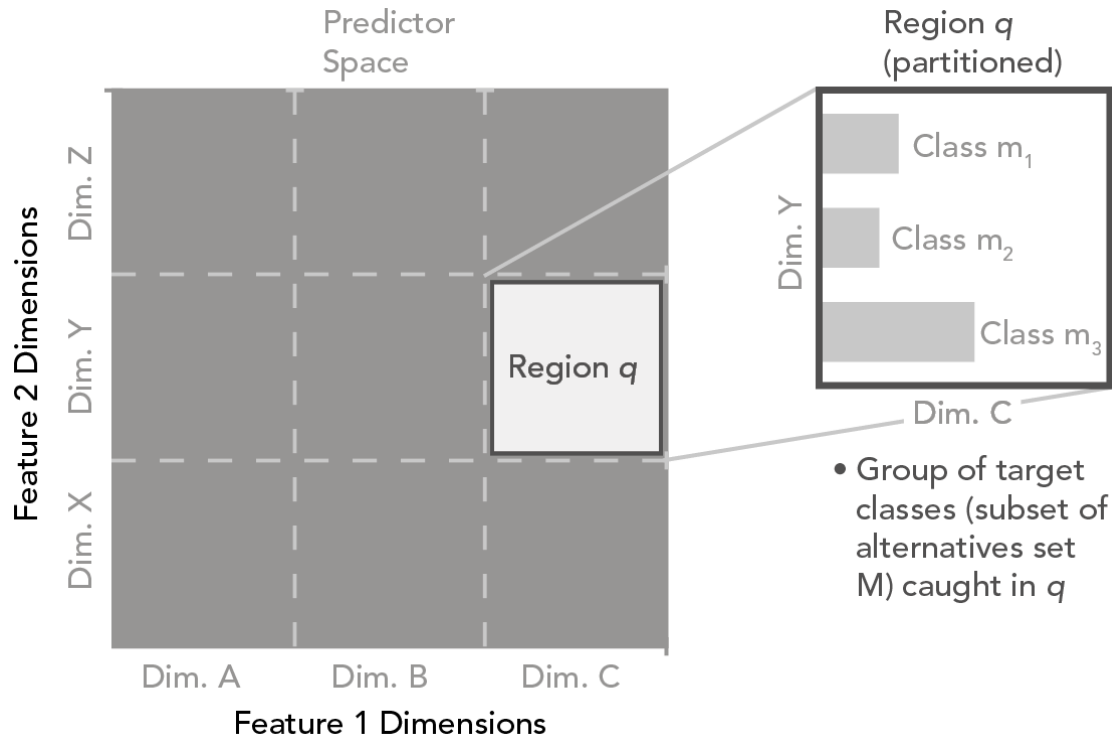 Predictor
Space
Region q
(partitioned)
Feature 2 Dimensions
Dim. Z
Dim. Y
Dim. X
Region q
Dim. A
Dim. B
Dim. C
Feature 1 Dimensions
Dim. Y
Class m₁
Class m₂
Class m₃
Dim. C
• Group of target
classes (subset of
alternatives set
M) caught in q